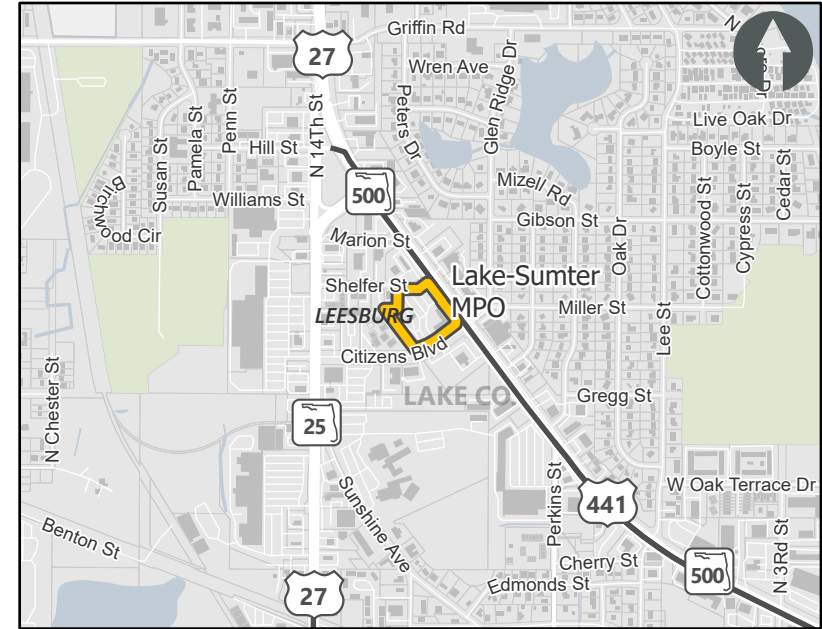 Griffin Rd
27
Wren Ave
Glen Ridge Dr
Peters Dr
N 14Th St
Penn St
Pamela St
Susan St
Hill St
Live Oak Dr
Boyle St
Birchwood Cir
Williams St
500
Mizell Rd
Gibson St
Oak Dr
Cottonwood St
Cypress St
Cedar St
Marion St
Shelfer St
Lake-Sumter
MPO
LEESBURG
Miller St
Lee St
Citizens Blvd
N Chester St
LAKE CO
Gregg St
25
Sunshine Ave
Perkins St
W Oak Terrace Dr
441
Benton St
Cherry St
500
N 3Rd St
Edmonds St
27